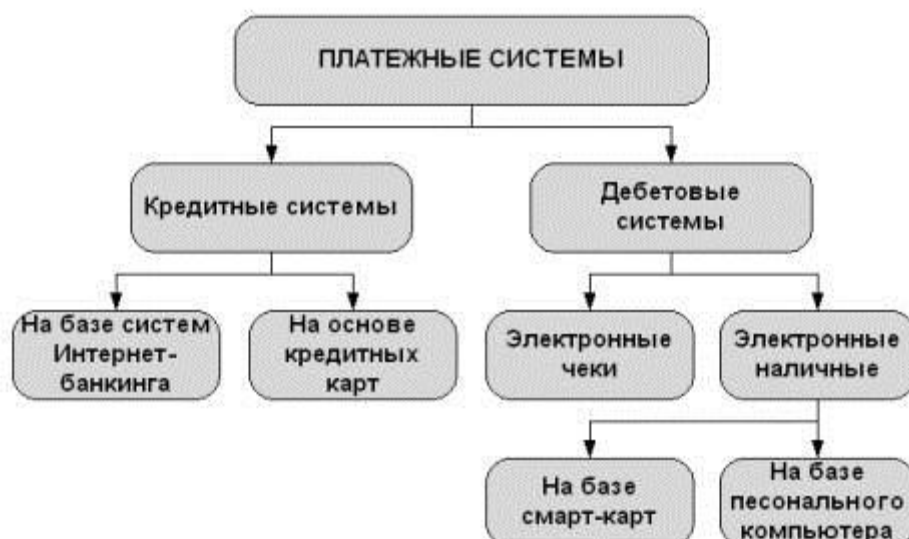 ПЛАТЕЖНЫЕ СИСТЕМЫ
Кредитные системы
Дебетовые
системы
На базе систем
Интернет-
банкинга
На основе
кредитных
карт
Электронные
чеки
Электронные
наличные
На базе
смарт-карт
На базе
песонального
компьютера